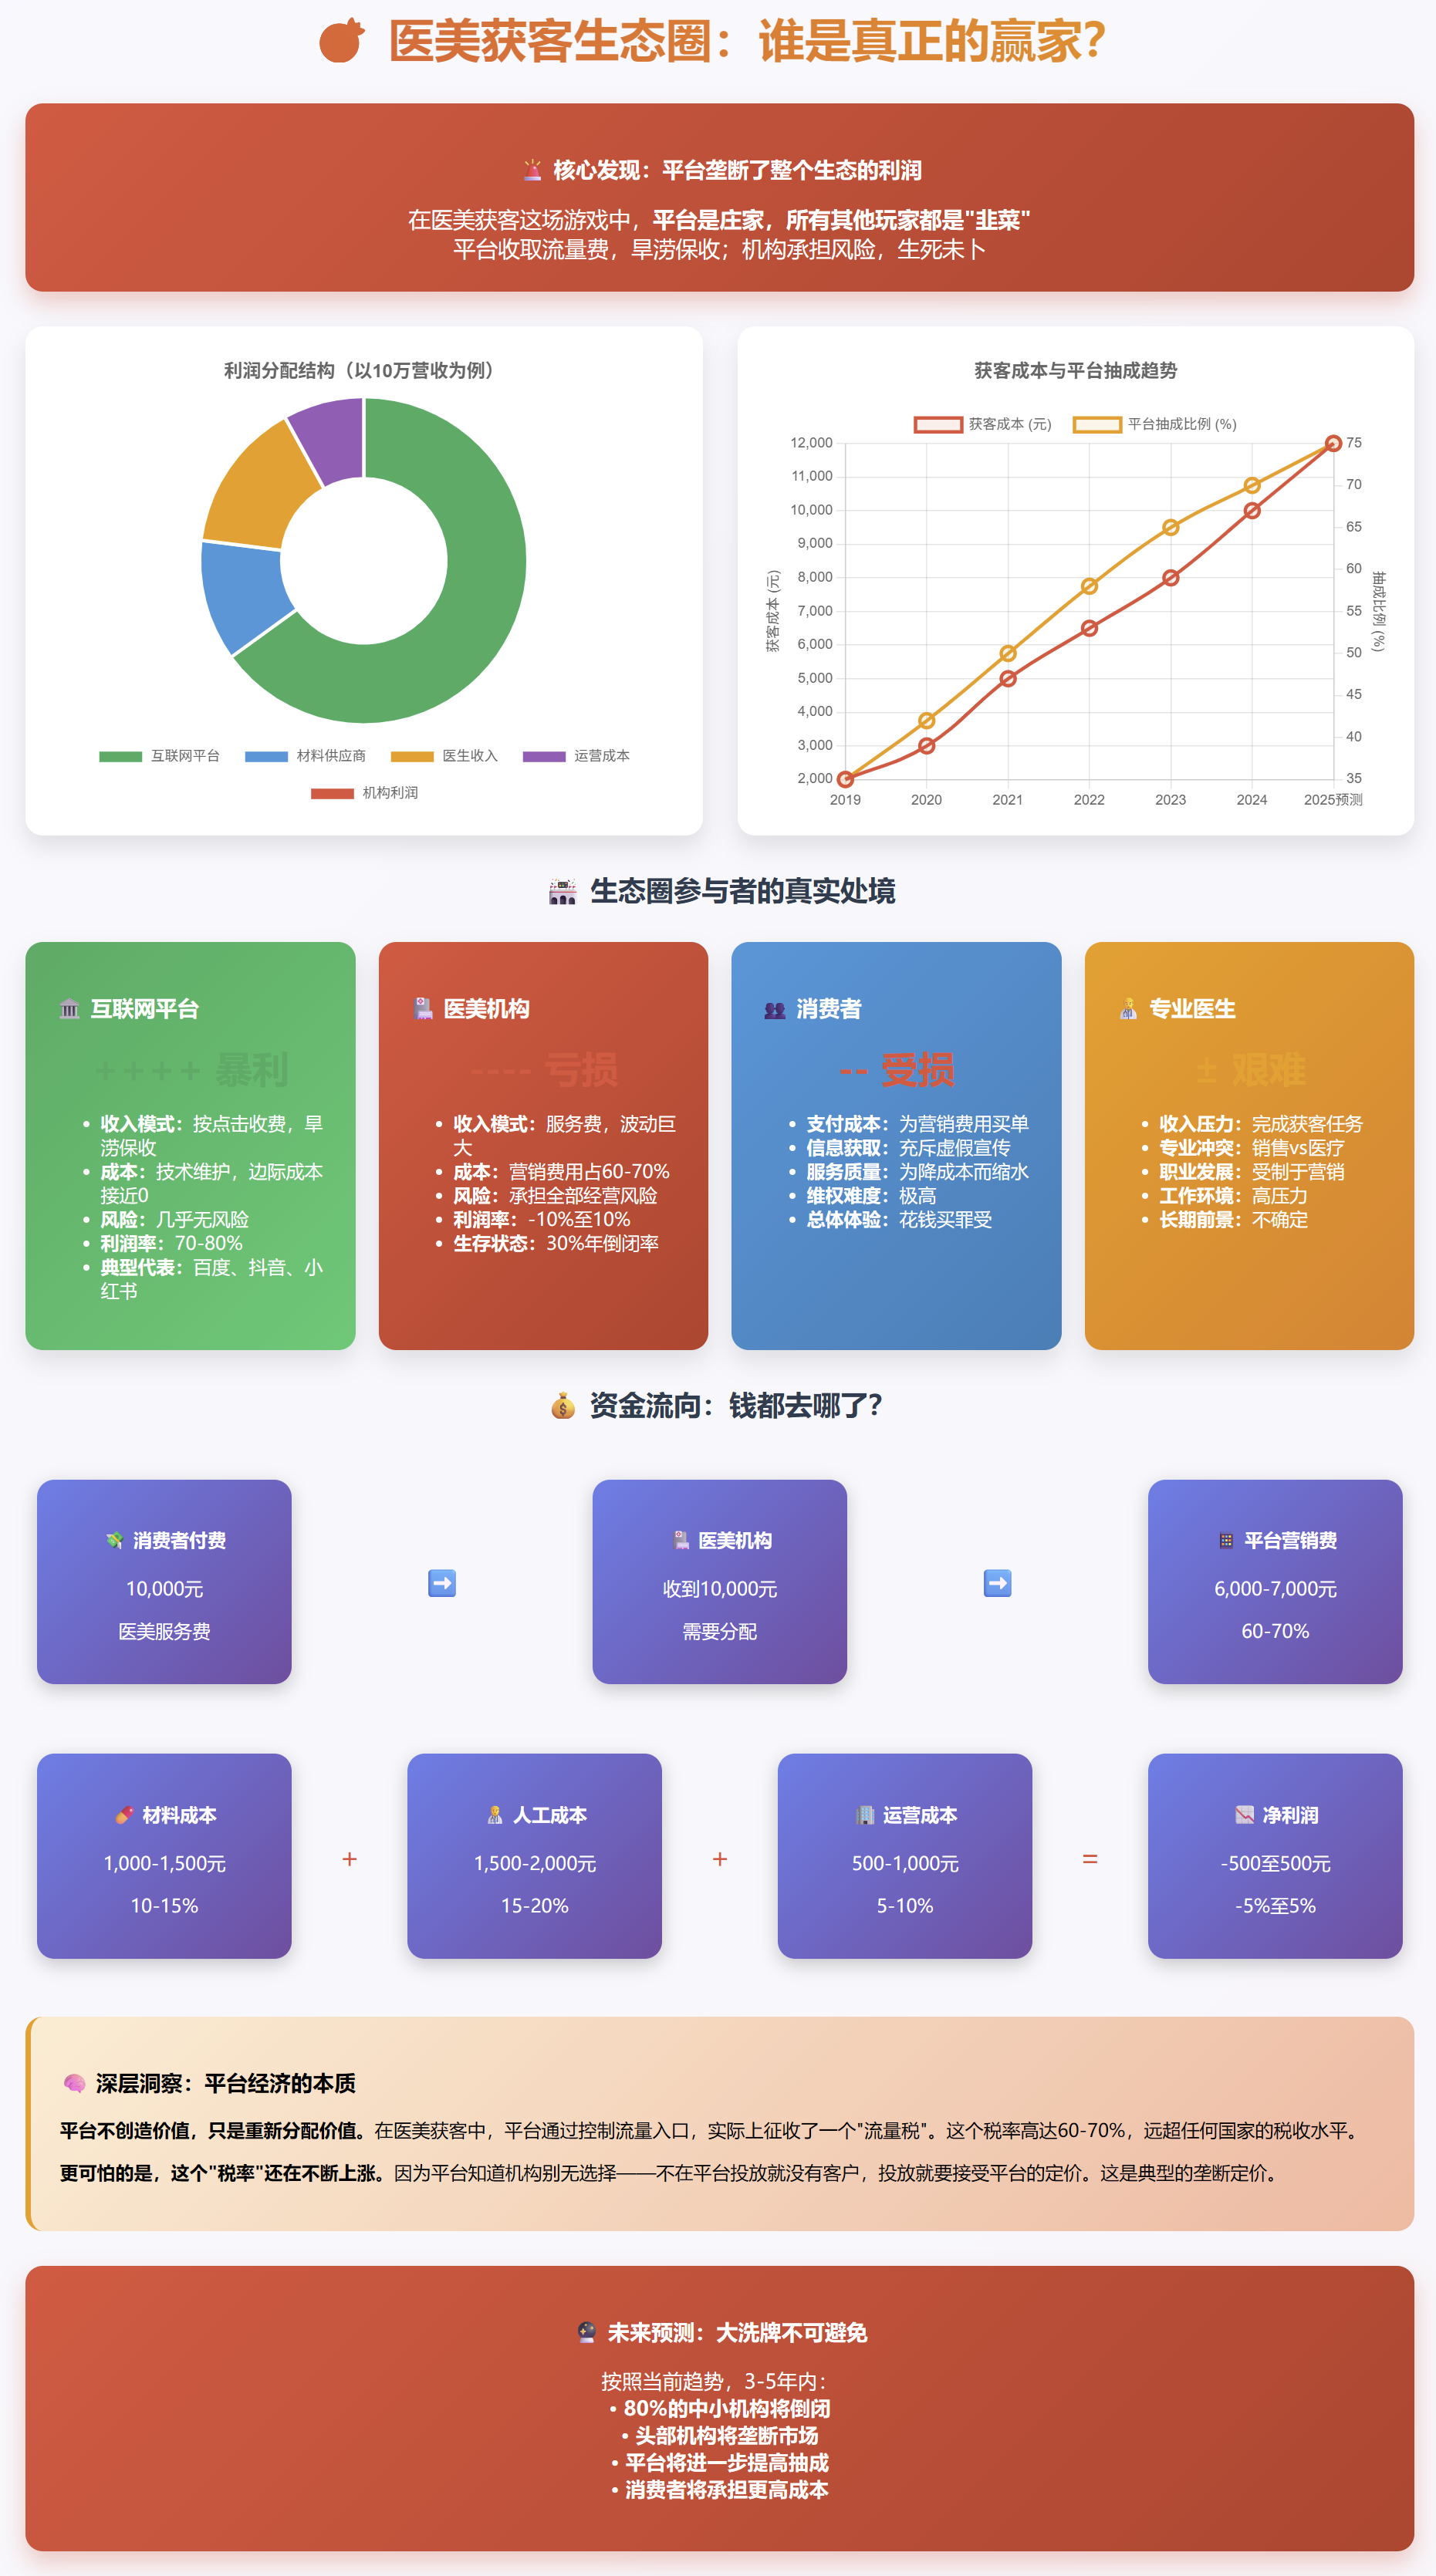 医美获客生态圈：谁是真正的赢家？
核心发现：平台垄断了整个生态的利润
在医美获客这场游戏中，平台是庄家，所有其他玩家都是"韭菜"
平台收取流量费，旱涝保收；机构承担风险，生死未卜
利润分配结构（以10万营收为例）
互联网平台
材料供应商
医生收入
运营成本
机构利润
获客成本与平台抽成趋势
获客成本 (元)
平台抽成比例 (%)
12,000
11,000
10,000
9,000
8,000
7,000
6,000
5,000
4,000
3,000
2,000
获客成本 (元)
75
70
65
60
55
50
45
40
35
抽成比例 (%)
2019
2020
2021
2022
2023
2024
2025预测
生态圈参与者的真实处境
互联网平台
++++ 暴利
• 收入模式：按点击收费，旱
涝保收
• 成本：技术维护，边际成本
接近0
• 风险：几乎无风险
• 利润率：70-80%
• 典型代表：百度、抖音、小
红书
医美机构
---- 亏损
• 收入模式：服务费，波动巨
大
• 成本：营销费用占60-70%
• 风险：承担全部经营风险
• 利润率：-10%至10%
• 生存状态：30%年倒闭率
消费者
-- 受损
• 支付成本：为营销费用买单
• 信息获取：充斥虚假宣传
• 服务质量：为降成本而缩水
• 维权难度：极高
• 总体体验：花钱买罪受
专业医生
± 艰难
• 收入压力：完成获客任务
• 专业冲突：销售vs医疗
• 职业发展：受制于营销
• 工作环境：高压力
• 长期前景：不确定
资金流向：钱都去哪了？
消费者付费
10,000元
医美服务费
医美机构
收到10,000元
需要分配
平台营销费
6,000-7,000元
60-70%
材料成本
1,000-1,500元
10-15%
+
人工成本
1,500-2,000元
15-20%
+
运营成本
500-1,000元
5-10%
=
净利润
-500至500元
-5%至5%
深层洞察：平台经济的本质
平台不创造价值，只是重新分配价值。在医美获客中，平台通过控制流量入口，实际上征收了一个"流量税"。这个税率高达60-70%，远超任何国家的税收水平。
更可怕的是，这个"税率"还在不断上涨。因为平台知道机构别无选择——不在平台投放就没有客户，投放就要接受平台的定价。这是典型的垄断定价。
未来预测：大洗牌不可避免
按照当前趋势，3-5年内：
• 80%的中小机构将倒闭
• 头部机构将垄断市场
• 平台将进一步提高抽成
• 消费者将承担更高成本